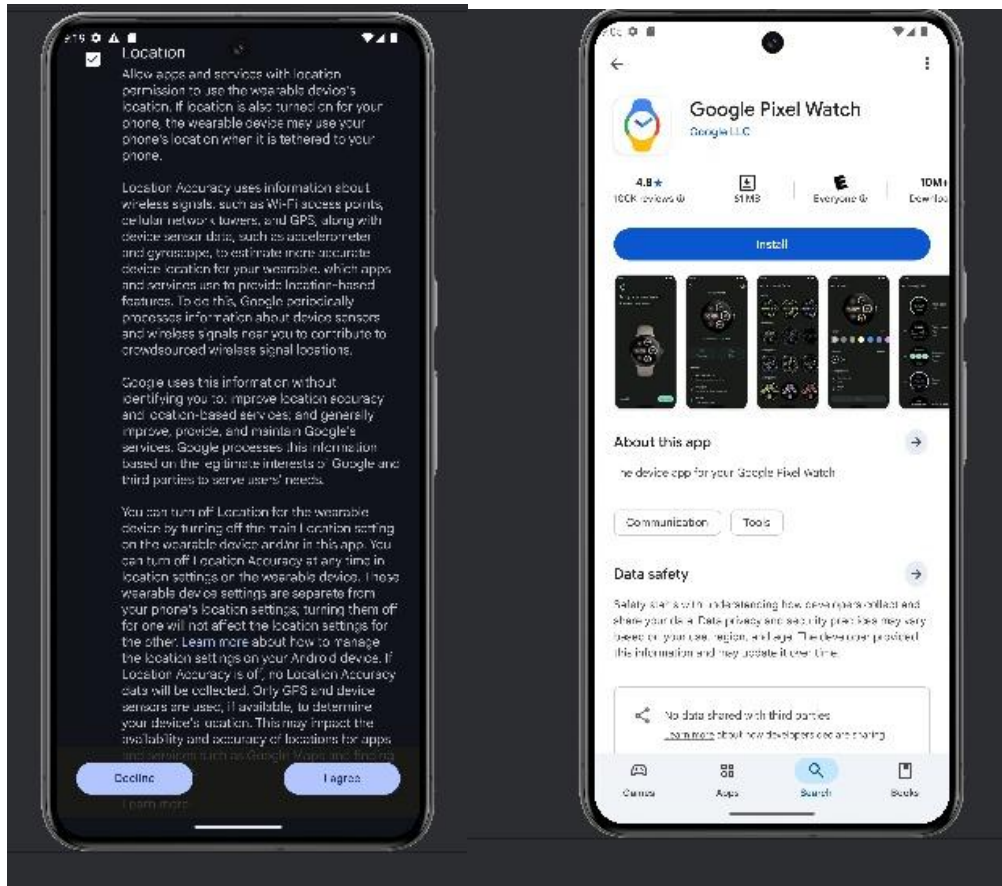 9:19
Location
Allow apps and services with location
permission to use the wearable device's
location. If location is also turned on for your
phone, the wearable device may use your
phone's location when it is tethered to your
phone.
Location Accuracy uses information about
wireless signals, such as Wi-Fi access points,
cellular network towers, and GPS, along with
device sensor data, such as accelerometer
and gyroscope, to estimate more accurate
device location for your wearable, which apps
and services use to provide location-based
features. To do this, Google periodically
processes information about device sensors
and wireless signals near you to contribute to
crowdsourced wireless signal locations.
Google uses this information without
identifying you to: improve location accuracy
and location-based services; and generally
improve, provide, and maintain Google's
services. Google processes this information
based on the legitimate interests of Google and
third parties to serve users' needs.
You can turn off Location for the wearable
device by turning off the main Location setting
on the wearable device and/or in this app. You
can turn off Location Accuracy at any time in
location settings on the wearable device. These
wearable device settings are separate from
your phone's location settings; turning them off
for one will not affect the location settings for
the other. Learn more about how to manage
the location settings on your Android device. If
Location Accuracy is off, no Location Accuracy
data will be collected. Only GPS and device
sensors are used, if available, to determine
your device's location. This may impact the
availability and accuracy of locations for apps
and services such as Google Maps and finding
Decline
I agree
Learn more
Google Pixel Watch
Google LLC
4.8★
100K reviews
51 MB
E
Everyone
10M+
Downloa
Install
About this app
The device app for your Google Pixel Watch
Communication
Tools
Data safety
Safety starts with understanding how developers collect and
share your data. Data privacy and security practices may vary
based on your use, region, and age. The developer provided
this information and may update it over time.
No data shared with third parties
Learn more about how developers declare sharing
Games
Apps
Search
Books